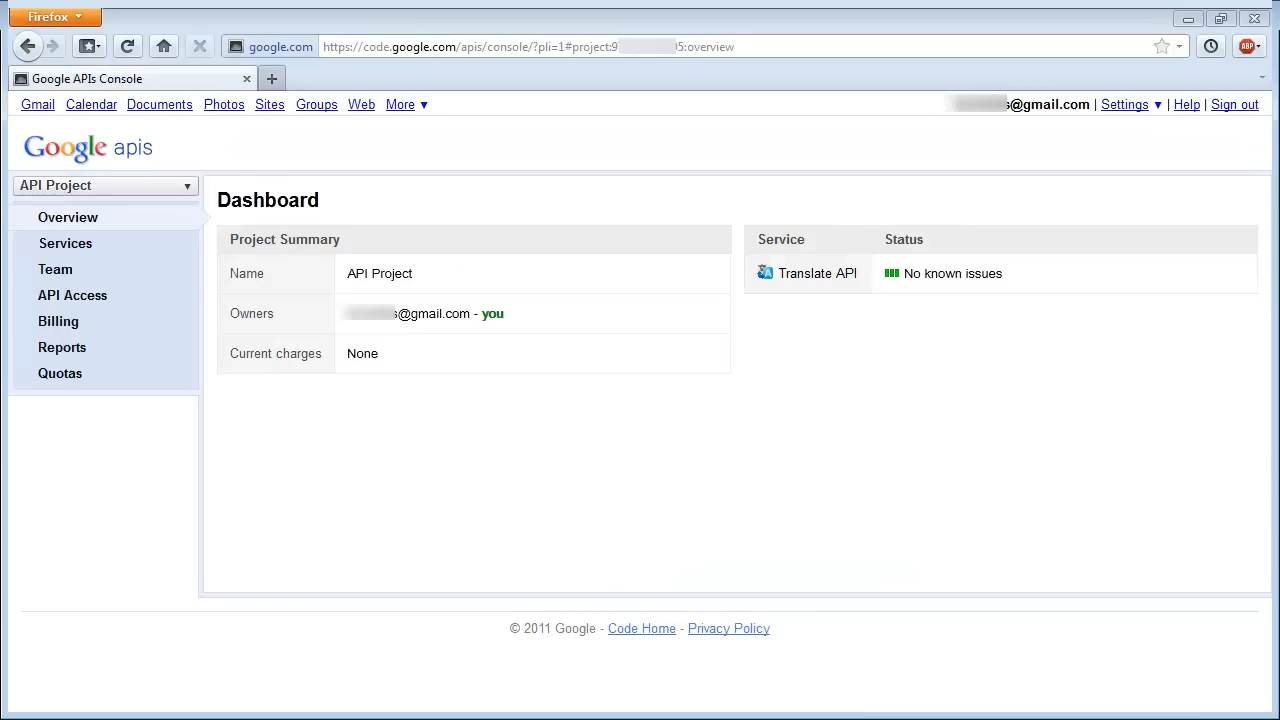 Firefox
google.com https://code.google.com/apis/console/?pli=1#project:9 5:overview
ABP
Google APIs Console
Gmail Calendar Documents Photos Sites Groups Web More ▼
s@gmail.com | Settings ▼ | Help | Sign out
Google apis
API Project
Overview
Services
Team
API Access
Billing
Reports
Quotas
Dashboard
Project Summary
Name API Project
Owners s@gmail.com - you
Current charges None
Service Status
Translate API No known issues
© 2011 Google - Code Home - Privacy Policy